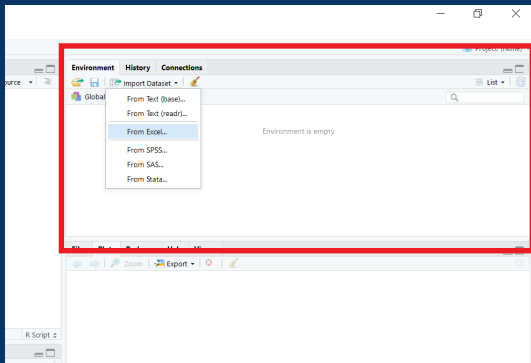 Project: (None)
Environment History Connections
ource
Import Dataset
List
Global
From Text (base)...
From Text (readr)...
From Excel...
From SPSS...
From SAS...
From Stata...
Environment is empty
Zoom Export
R Script